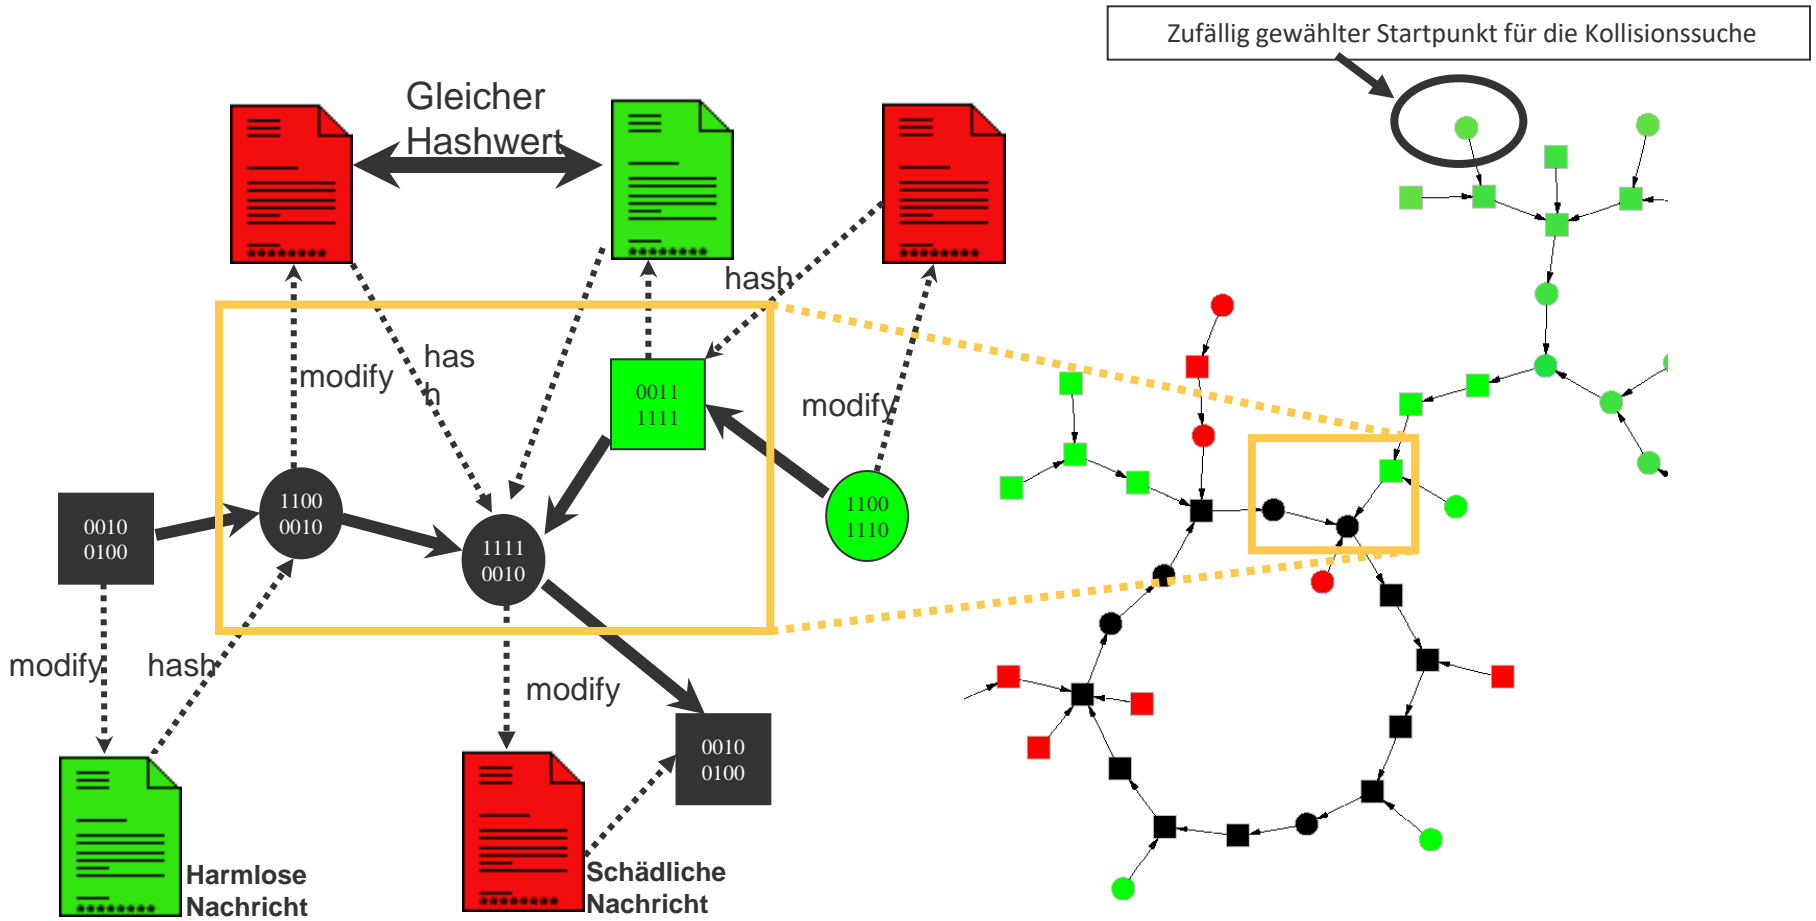 Zufällig gewählter Startpunkt für die Kollisionssuche
Gleicher
Hashwert
hash
modify
has
h
0011
1111
modify
1100
0010
1100
1110
0010
0100
1111
0010
modify
hash
modify
0010
0100
Harmlose
Nachricht
Schädliche
Nachricht